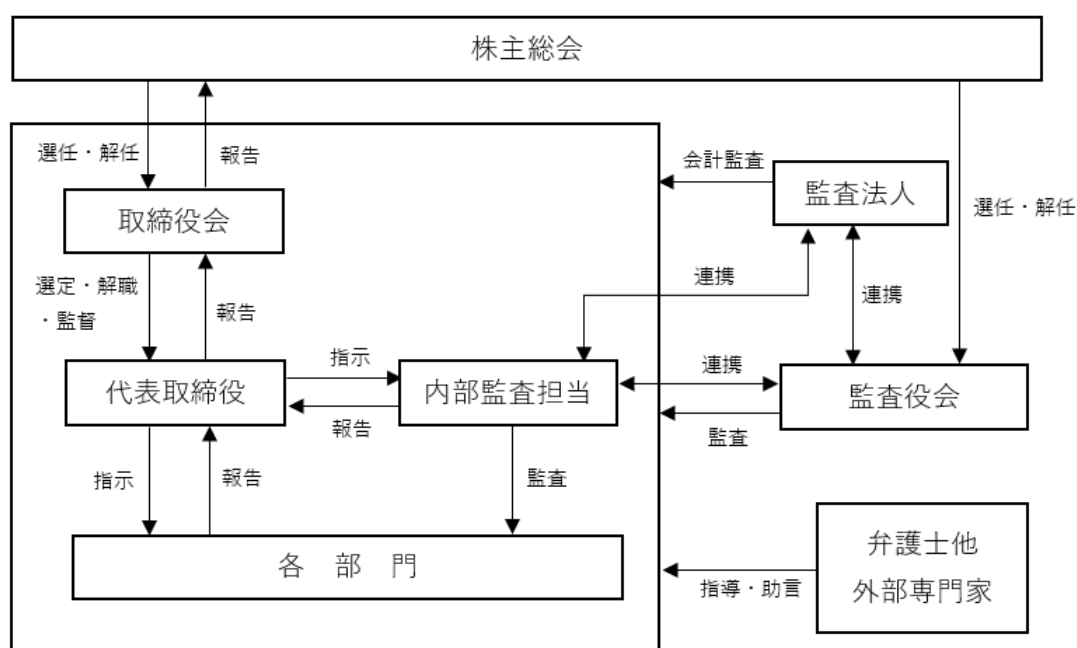 株主総会
選任・解任
報告
会計監査
監査法人
選任・解任
取締役会
選定・解職
・監督
報告
連携
連携
代表取締役
指示
報告
内部監査担当
連携
監査
監査役会
指示
報告
監査
各　部　門
弁護士他
外部専門家
指導・助言